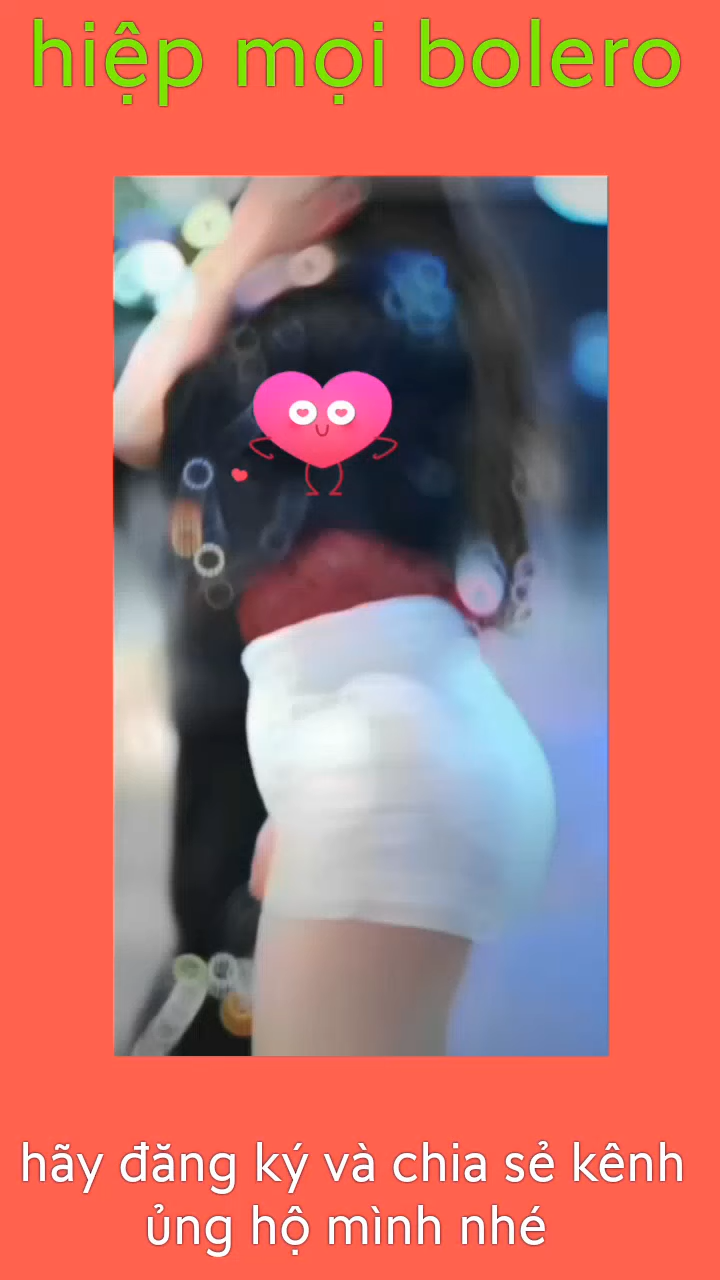 hiệp mọi bolero
hãy đăng ký và chia sẻ kênh
ủng hộ mình nhé